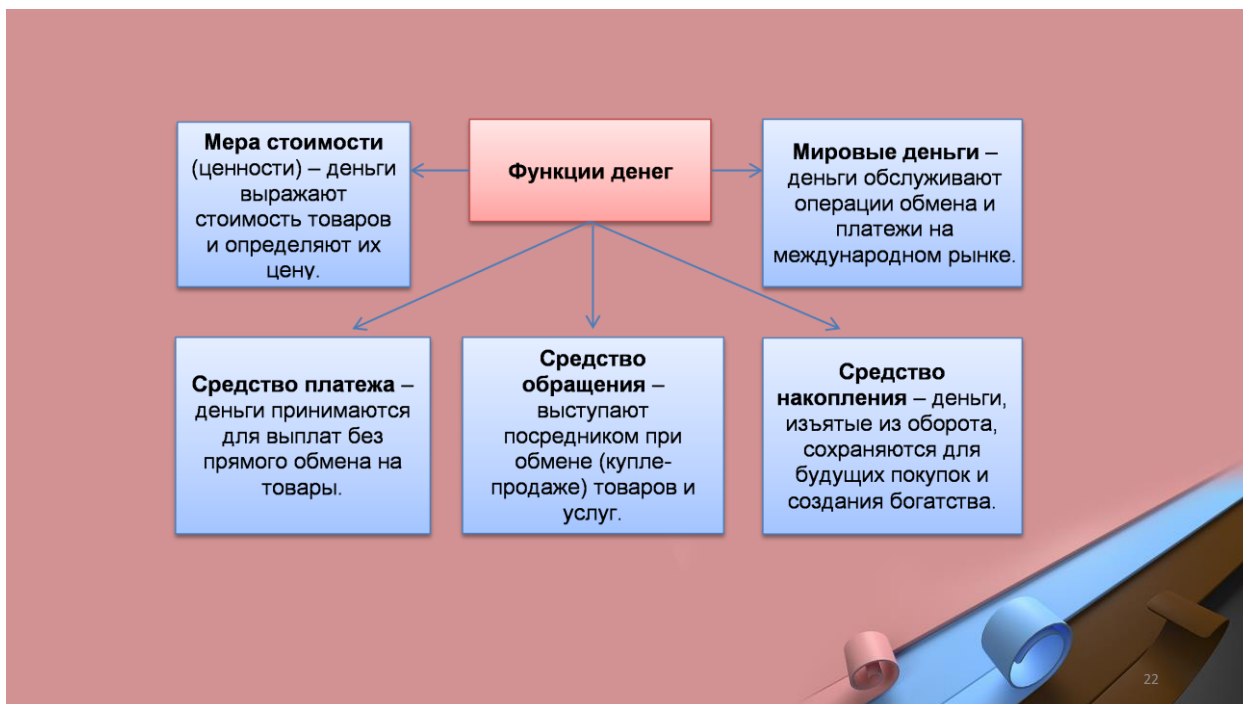 Мера стоимости
(ценности) – деньги
выражают
стоимость товаров
и определяют их
цену.
Функции денег
Мировые деньги –
деньги обслуживают
операции обмена и
платежи на
международном рынке.
Средство платежа –
деньги принимаются
для выплат без
прямого обмена на
товары.
Средство
обращения –
выступают
посредником при
обмене (купле-
продаже) товаров и
услуг.
Средство
накопления – деньги,
изъятые из оборота,
сохраняются для
будущих покупок и
создания богатства.
22